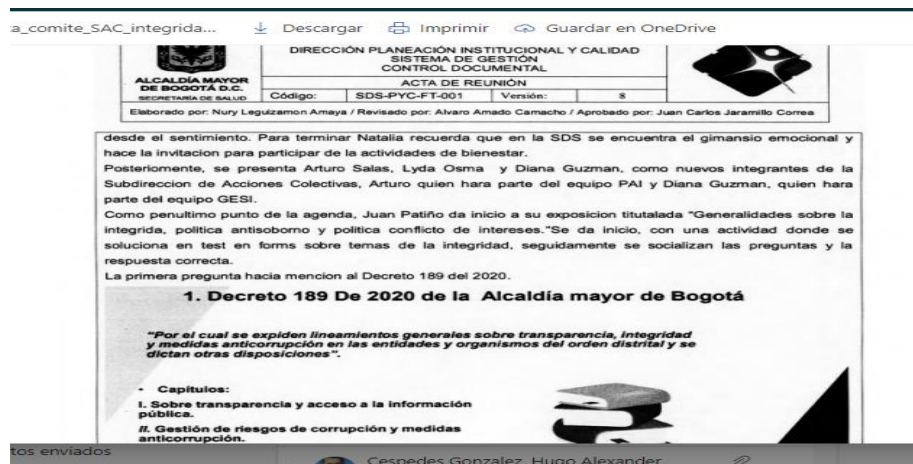 a_comite_SAC_integrida...
Descargar
Imprimir
Guardar en OneDrive
DIRECCIÓN PLANEACIÓN INSTITUCIONAL Y CALIDAD
SISTEMA DE GESTIÓN
CONTROL DOCUMENTAL
ACTA DE REUNIÓN
ALCALDÍA MAYOR
DE BOGOTÁ D.C.
SECRETARÍA DE SALUD
Código: SDS-PYC-FT-001 Versión: 8
Elaborado por: Nury Leguizamon Amaya / Revisado por: Alvaro Amado Camacho / Aprobado por: Juan Carlos Jaramillo Correa
desde el sentimiento. Para terminar Natalia recuerda que en la SDS se encuentra el gimansio emocional y
hace la invitacion para participar de la actividades de bienestar.
Posteriomente, se presenta Arturo Salas, Lyda Osma y Diana Guzman, como nuevos integrantes de la
Subdireccion de Acciones Colectivas, Arturo quien hara parte del equipo PAI y Diana Guzman, quien hara
parte del equipo GESI.
Como penultimo punto de la agenda, Juan Patiño da inicio a su exposicion titutalada "Generalidades sobre la
integrida, politica antisoborno y politica conflicto de intereses."Se da inicio, con una actividad donde se
soluciona en test en forms sobre temas de la integridad, seguidamente se socializan las preguntas y la
respuesta correcta.
La primera pregunta hacia mencion al Decreto 189 del 2020.
1. Decreto 189 De 2020 de la Alcaldía mayor de Bogotá
"Por el cual se expiden lineamientos generales sobre transparencia, integridad
y medidas anticorrupción en las entidades y organismos del orden distrital y se
dictan otras disposiciones".
• Capítulos:
I. Sobre transparencia y acceso a la información
pública.
II. Gestión de riesgos de corrupción y medidas
anticorrupción.
tos enviados
Cespedes Gonzalez, Hugo Alexander